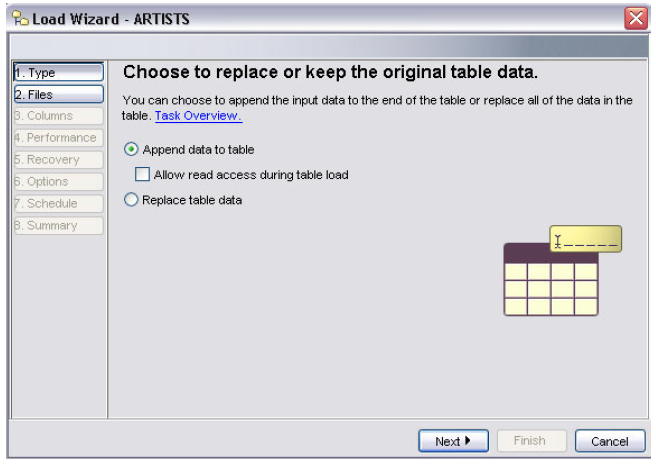 Load Wizard - ARTISTS
1. Type
2. Files
3. Columns
4. Performance
5. Recovery
6. Options
7. Schedule
8. Summary
Choose to replace or keep the original table data.
You can choose to append the input data to the end of the table or replace all of the data in the
table. Task Overview.
Append data to table
Allow read access during table load
Replace table data
Next
Finish
Cancel